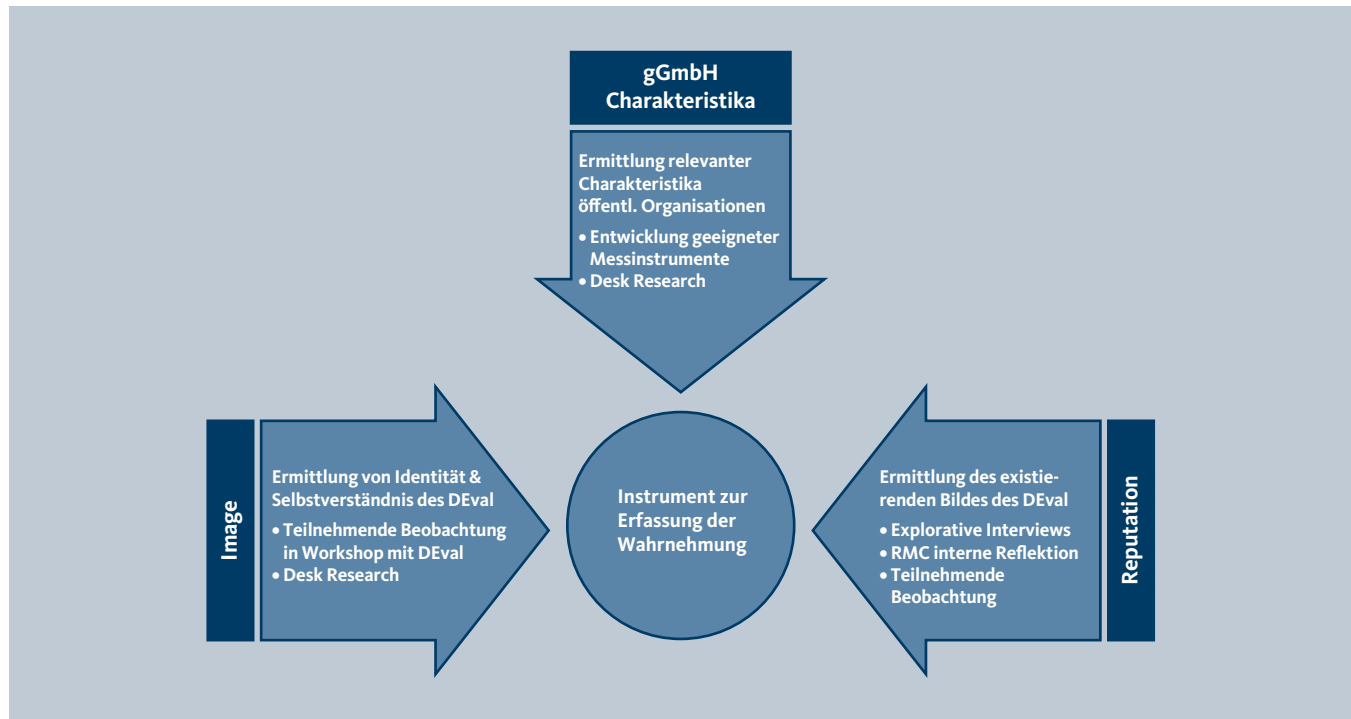 gGmbH
Charakteristika
Ermittlung relevanter
Charakteristika
öffentl. Organisationen
• Entwicklung geeigneter
Messinstrumente
• Desk Research
Image
Ermittlung von Identität &
Selbstverständnis des DEval
• Teilnehmende Beobachtung
in Workshop mit DEval
• Desk Research
Instrument zur
Erfassung der
Wahrnehmung
Ermittlung des existie-
renden Bildes des DEval
• Explorative Interviews
• RMC interne Reflektion
• Teilnehmende
Beobachtung
Reputation